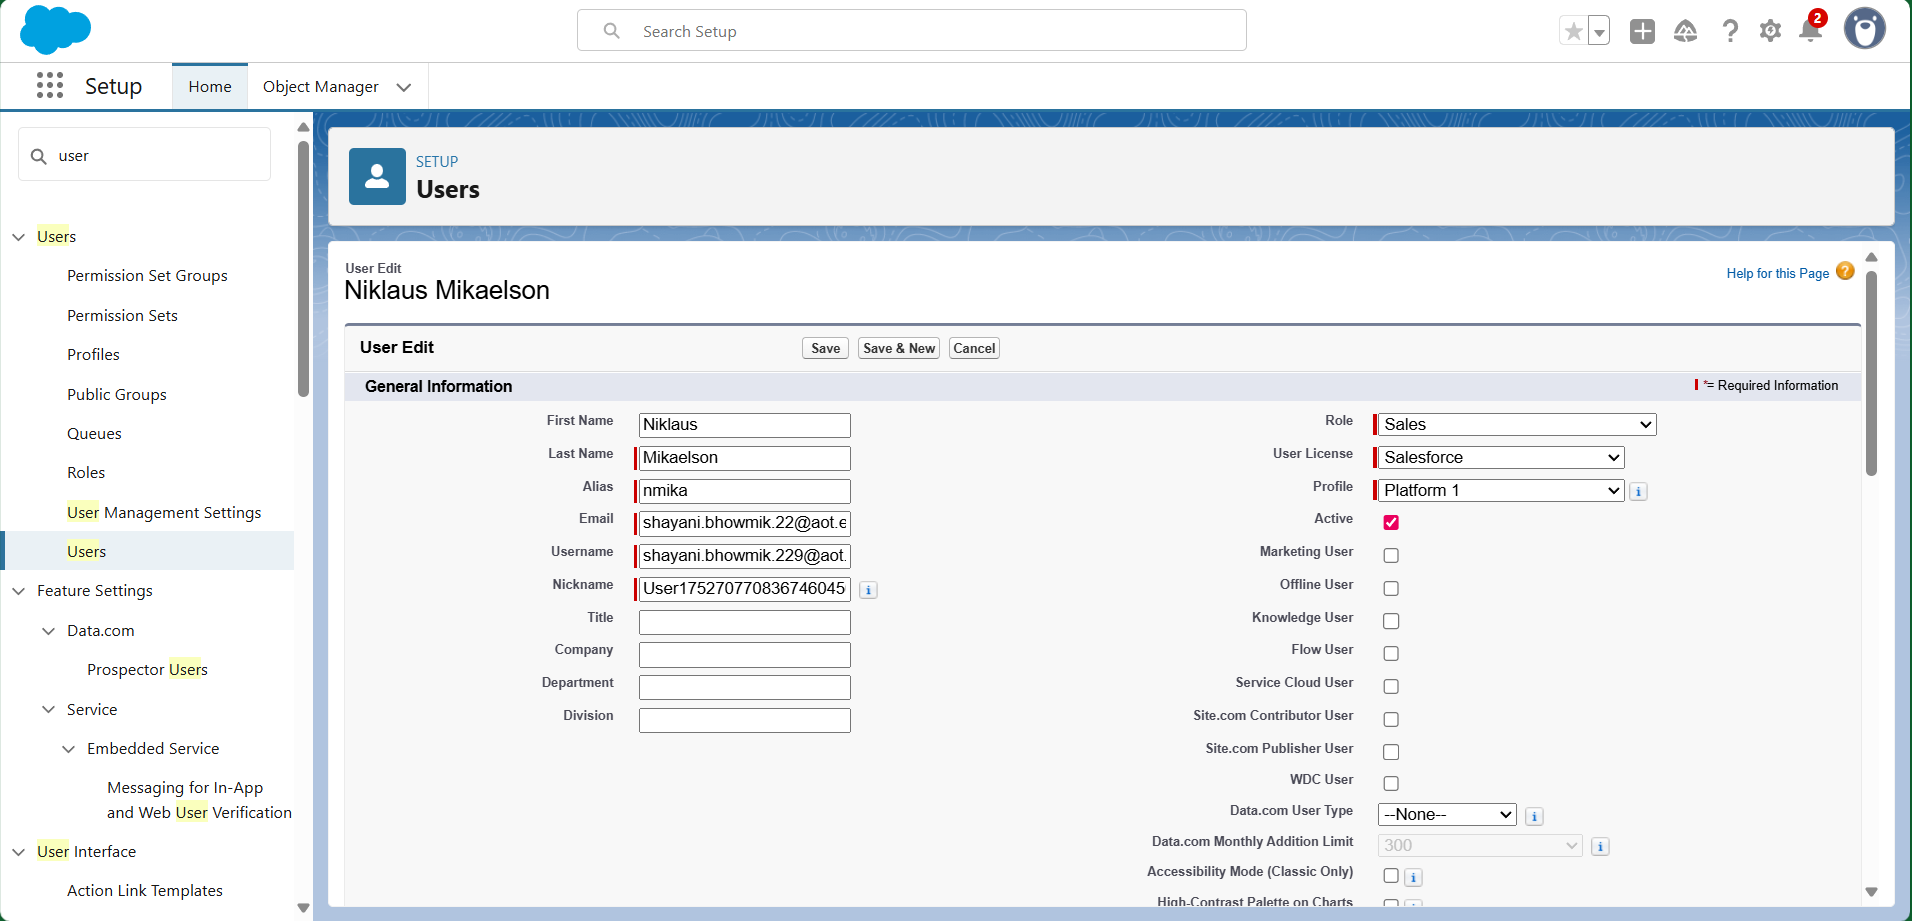 Search Setup
2
Setup
Home
Object Manager
user
Users
Permission Set Groups
Permission Sets
Profiles
Public Groups
Queues
Roles
User Management Settings
Users
Feature Settings
Data.com
Prospector Users
Service
Embedded Service
Messaging for In-App
and Web User Verification
User Interface
Action Link Templates
SETUP
Users
User Edit
Niklaus Mikaelson
Help for this Page
User Edit
Save
Save & New
Cancel
General Information
*= Required Information
First Name Niklaus
Last Name Mikaelson
Alias nmika
Email shayani.bhowmik.22@aot.e
Username shayani.bhowmik.229@aot.
Nickname User175270770836746045
Title
Company
Department
Division
Role Sales
User License Salesforce
Profile Platform 1
Active
Marketing User
Offline User
Knowledge User
Flow User
Service Cloud User
Site.com Contributor User
Site.com Publisher User
WDC User
Data.com User Type --None--
Data.com Monthly Addition Limit 300
Accessibility Mode (Classic Only)
High-Contrast Palette on Charts